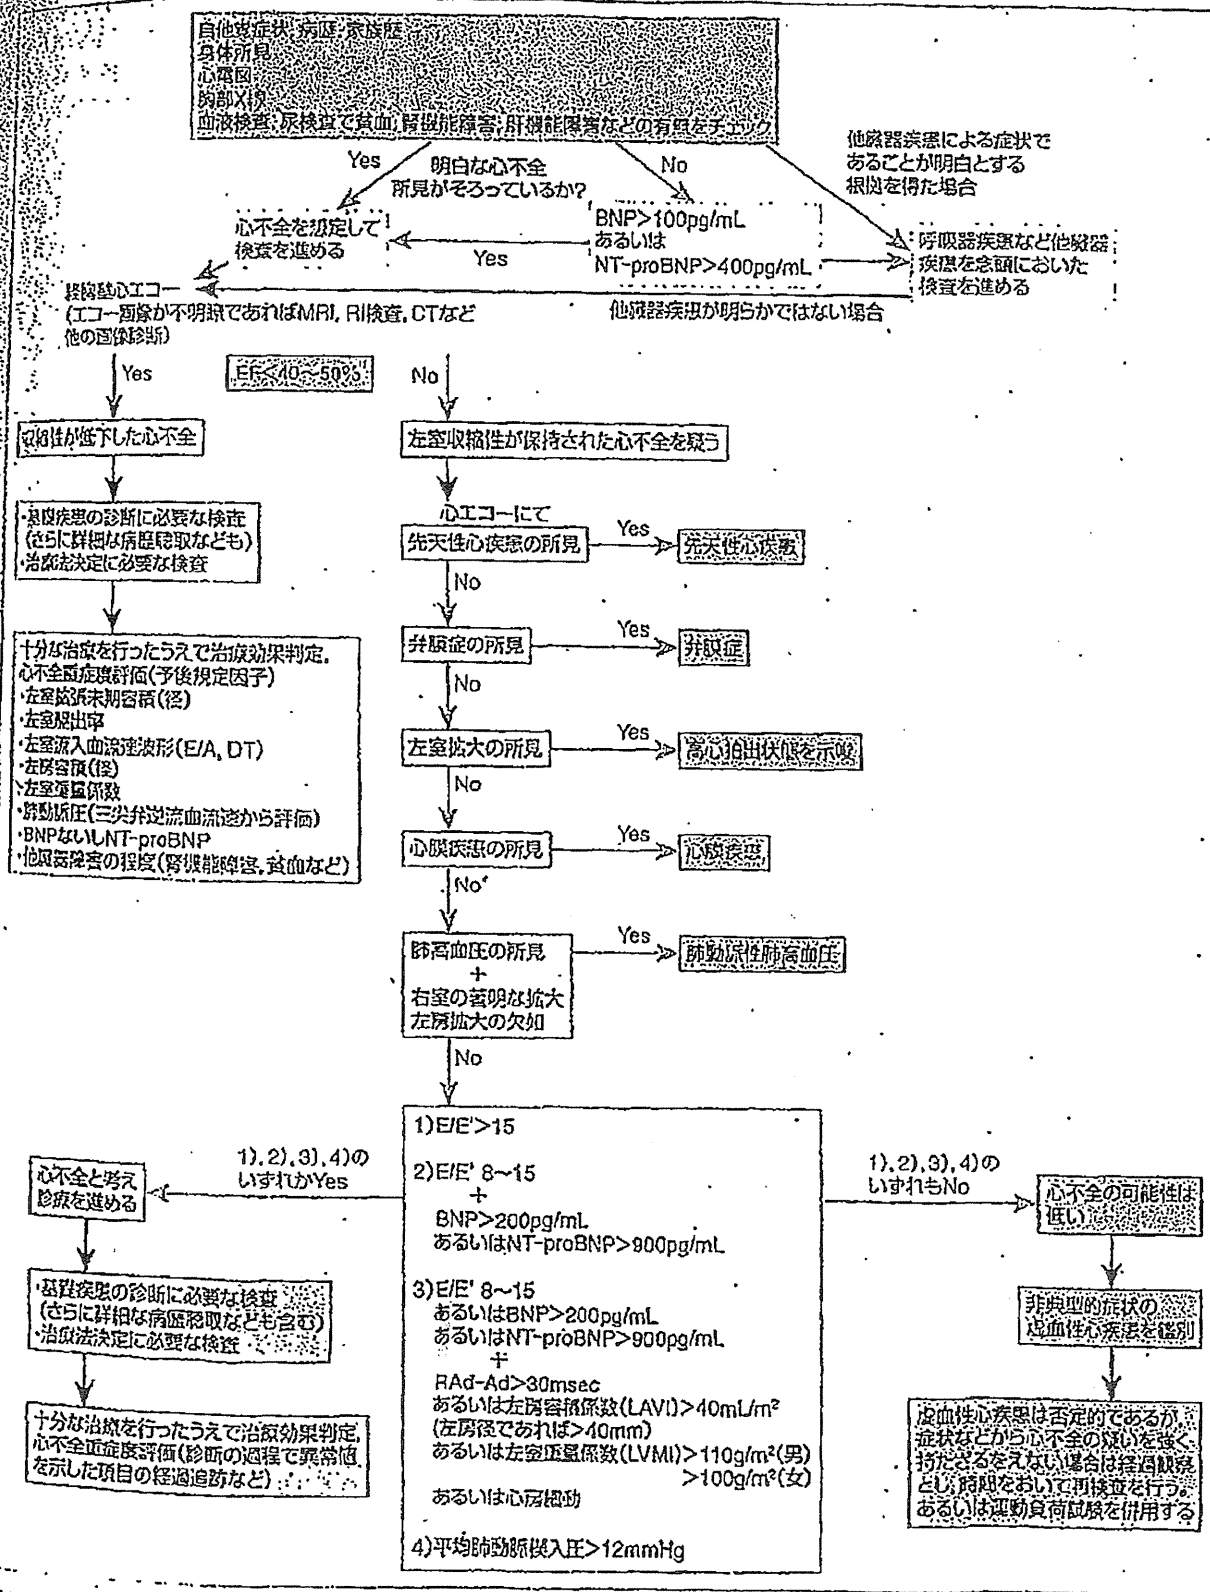 自他覚症状, 病歴, 家族歴
身体所見
心電図
胸部X線
血液検査, 尿検査で貧血, 腎機能障害, 肝機能障害などの有無をチェック
Yes
明白な心不全
所見がそろっているか?
No
他臓器疾患による症状で
あることが明白とする
根拠を得た場合
心不全を想定して
検査を進める
Yes
BNP>100pg/mL
あるいは
NT-proBNP>400pg/mL
呼吸器疾患など他臓器
疾患を念頭においた
検査を進める
経胸壁心エコー
(エコー画像が不明瞭であればMRI, RI検査, CTなど
他の画像診断)
他臓器疾患が明らかではない場合
Yes
EF<40~50%
No
収縮性が低下した心不全
左室収縮性が保持された心不全を疑う
・基礎疾患の診断に必要な検査
(さらに詳細な病歴聴取なども)
・治療法決定に必要な検査
心エコーにて
先天性心疾患の所見
Yes
先天性心疾患
No
弁膜症の所見
Yes
弁膜症
No
十分な治療を行ったうえで治療効果判定,
心不全重症度評価(予後規定因子)
・左室拡張末期容積(径)
・左室駆出率
・左室流入血流速波形(E/A, DT)
・左房容積(径)
・左室重量係数
・肺動脈圧(三尖弁逆流血流速から評価)
・BNPないしNT-proBNP
・他臓器障害の程度(腎機能障害, 貧血など)
左室拡大の所見
Yes
高心拍出状態を示唆
No
心膜疾患の所見
Yes
心膜疾患
No
肺高血圧の所見
+
右室の著明な拡大
左房拡大の欠如
Yes
肺動脈性肺高血圧
No
1)E/E'>15
2)E/E' 8~15
+
BNP>200pg/mL
あるいはNT-proBNP>900pg/mL
3)E/E' 8~15
あるいはBNP>200pg/mL
あるいはNT-proBNP>900pg/mL
+
RAd-Ad>30msec
あるいは左房容積係数(LAVI)>40mL/m²
(左房径であれば>40mm)
あるいは左室重量係数(LVMI)>110g/m²(男)
>100g/m²(女)
あるいは心房細動
4)平均肺動脈楔入圧>12mmHg
1), 2), 3), 4)の
いずれかYes
心不全と考え
診療を進める
・基礎疾患の診断に必要な検査
(さらに詳細な病歴聴取なども含む)
・治療法決定に必要な検査
十分な治療を行ったうえで治療効果判定,
心不全重症度評価(診断の過程で異常値
を示した項目の経過追跡など)
1), 2), 3), 4)の
いずれもNo
心不全の可能性は
低い
非典型的症状の
虚血性心疾患を鑑別
虚血性心疾患は否定的であるが,
症状などから心不全の疑いを強く
持たざるをえない場合は経過観察
とし, 時間をおいて再検査を行う。
あるいは運動負荷試験を併用する